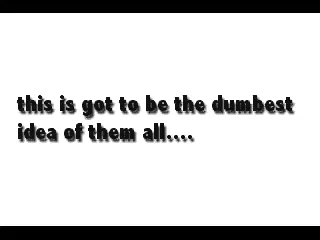 this is got to be the dumbest
idea of them all....